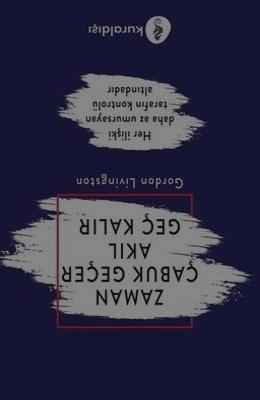 ZAMAN
ÇABUK GEÇER
AKIL
GEÇ KALIR
Gordon Livingston
Her ilişki
daha az umursayan
tarafın kontrolü
altındadır
kuraldışı